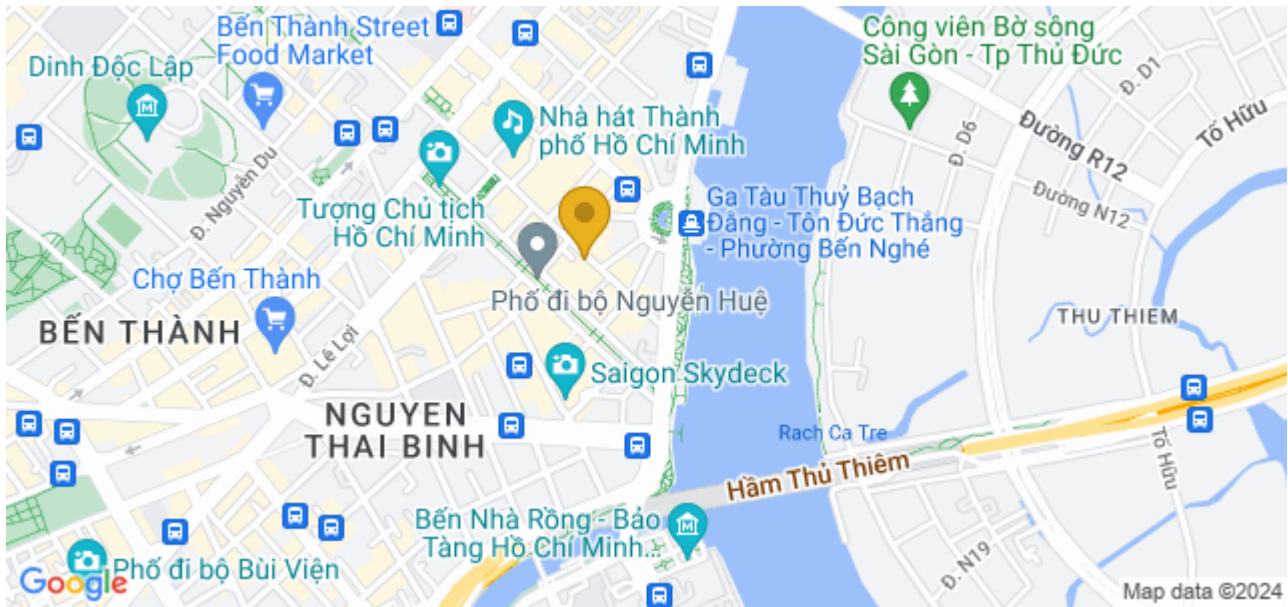 Bến Thành Street
Food Market
Công viên Bờ sông
Sài Gòn - Tp Thủ Đức
Đ. D1
Dinh Độc Lập
Nhà hát Thành
phố Hồ Chí Minh
Đường R12
Tố Hữu
Đ. D6
Đ. Nguyễn Du
Tượng Chủ tịch
Hồ Chí Minh
Ga Tàu Thuỷ Bạch
Đằng - Tôn Đức Thắng
- Phường Bến Nghé
Đường N12
Chợ Bến Thành
Phố đi bộ Nguyễn Huệ
BẾN THÀNH
THU THIEM
Đ. Lê Lợi
Saigon Skydeck
NGUYEN
THAI BINH
Rach Ca Tre
Tố Hữu
Hầm Thủ Thiêm
Bến Nhà Rồng - Bảo
Tàng Hồ Chí Minh...
Đ. N19
Phố đi bộ Bùi Viện
Google
Map data ©2024